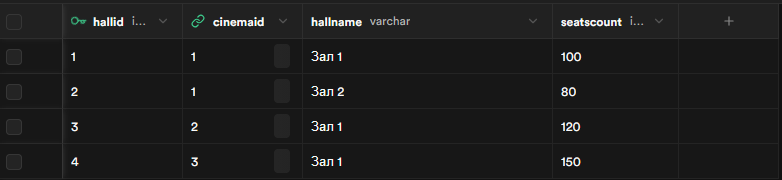 hallid i... cinemaid hallname varchar seatscount i... +
1 1 Зал 1 100
2 1 Зал 2 80
3 2 Зал 1 120
4 3 Зал 1 150